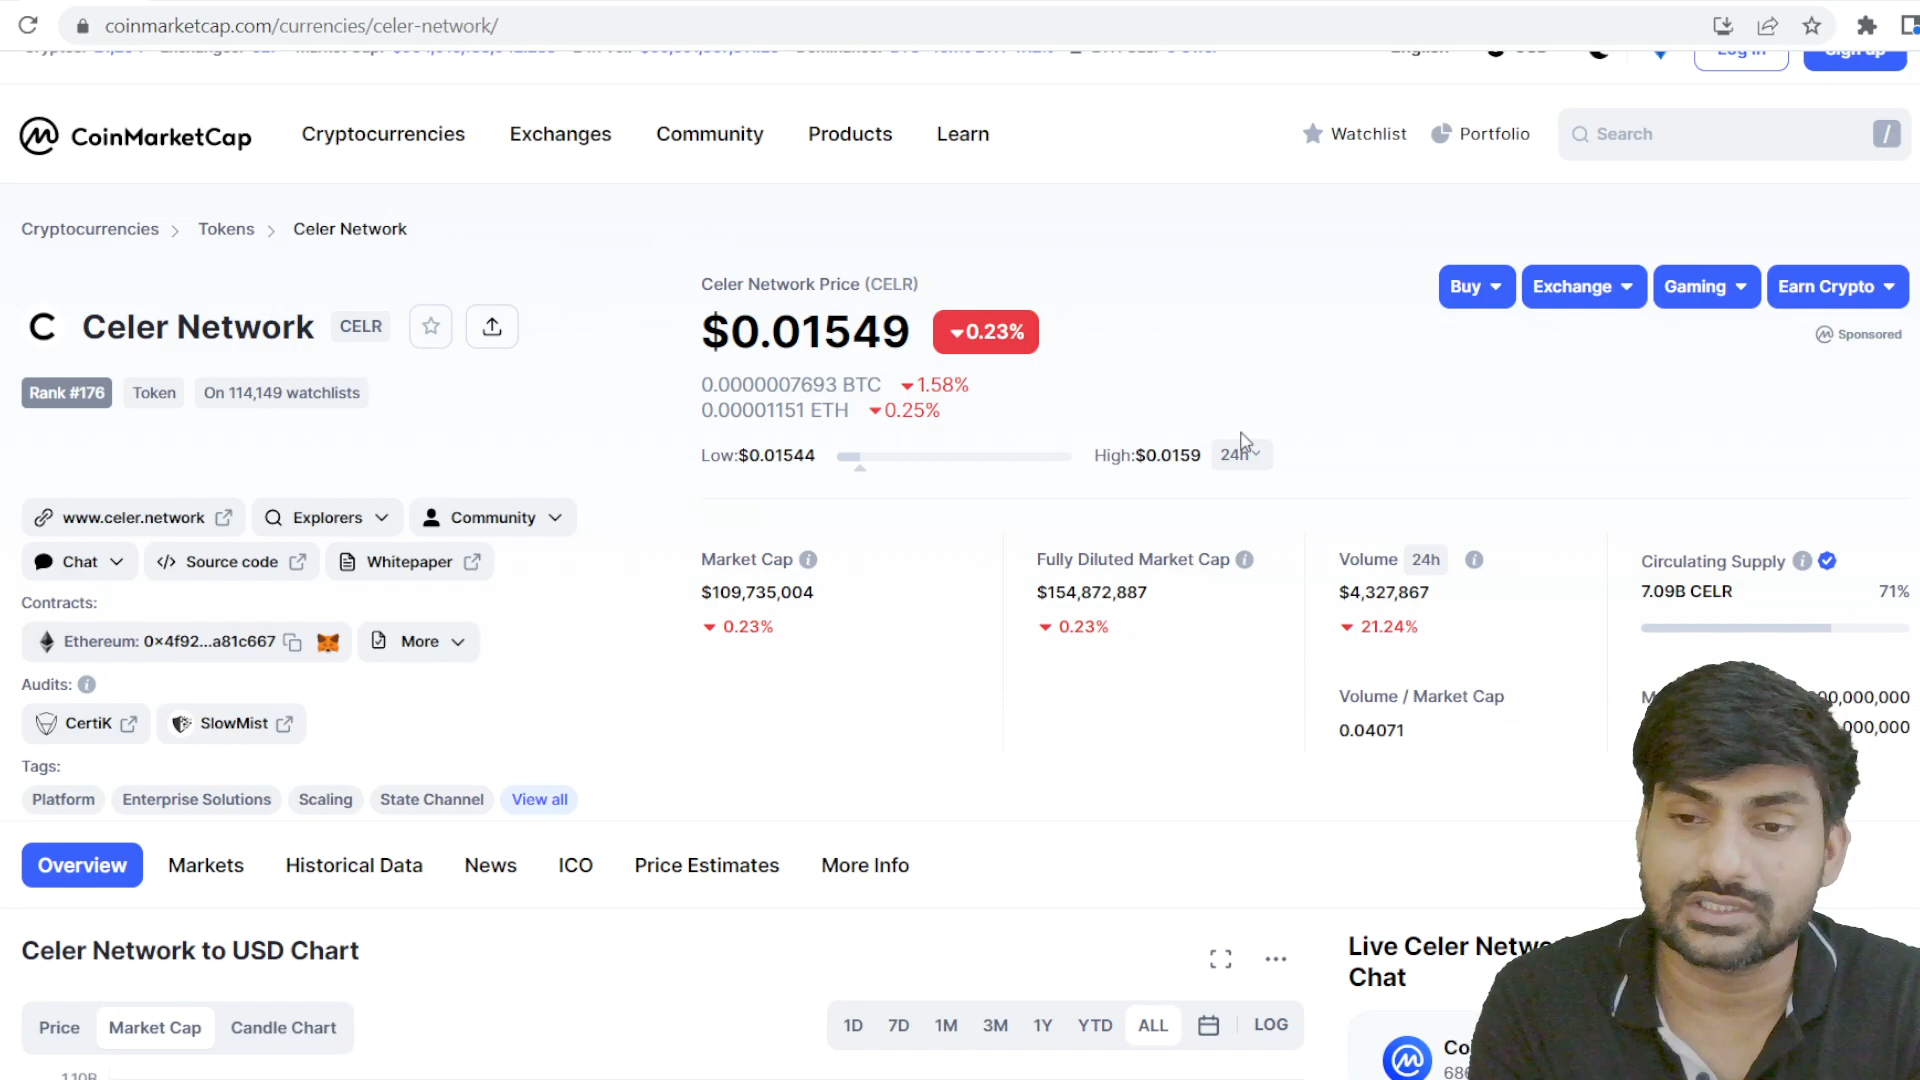 coinmarketcap.com/currencies/celer-network/
CoinMarketCap
Cryptocurrencies
Exchanges
Community
Products
Learn
Watchlist
Portfolio
Search
/
Cryptocurrencies > Tokens > Celer Network
Celer Network CELR
Rank #176
Token
On 114,149 watchlists
Celer Network Price (CELR)
$0.01549
0.23%
0.0000007693 BTC
1.58%
0.00001151 ETH
0.25%
Low:$0.01544
High:$0.0159
24h
Buy
Exchange
Gaming
Earn Crypto
Sponsored
www.celer.network
Explorers
Community
Chat
Source code
Whitepaper
Contracts:
Ethereum: 0x4f92...a81c667
More
Audits:
CertiK
SlowMist
Tags:
Platform
Enterprise Solutions
Scaling
State Channel
View all
Market Cap
$109,735,004
0.23%
Fully Diluted Market Cap
$154,872,887
0.23%
Volume 24h
$4,327,867
21.24%
Volume / Market Cap
0.04071
Circulating Supply
7.09B CELR
71%
Overview
Markets
Historical Data
News
ICO
Price Estimates
More Info
Celer Network to USD Chart
Price
Market Cap
Candle Chart
1D
7D
1M
3M
1Y
YTD
ALL
LOG
Live Celer
Chat